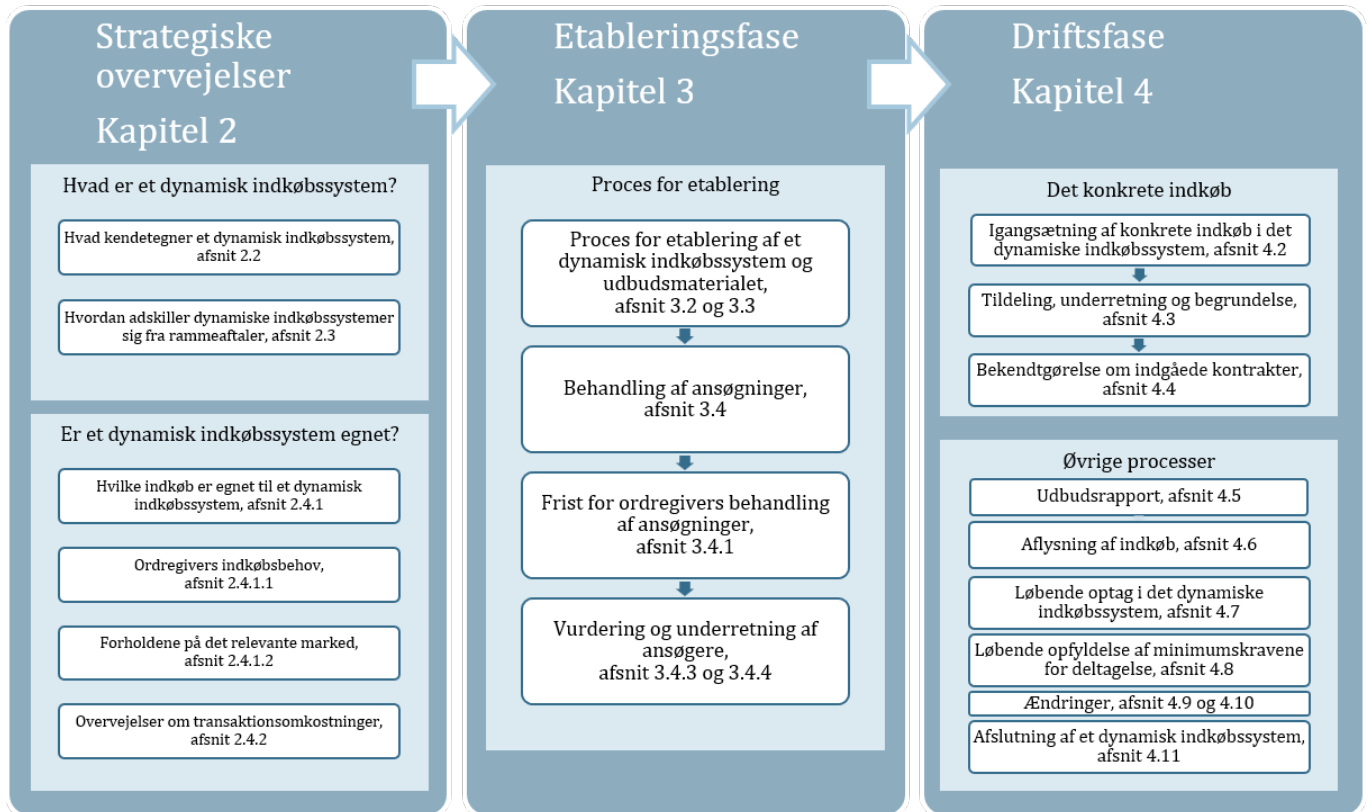 Strategiske
overvejelser
Kapitel 2
Hvad er et dynamisk indkøbssystem?
Hvad kendetegner et dynamisk indkøbssystem,
afsnit 2.2
Hvordan adskiller dynamiske indkøbssystemer
sig fra rammeaftaler, afsnit 2.3
Er et dynamisk indkøbssystem egnet?
Hvilke indkøb er egnet til et dynamisk
indkøbssystem, afsnit 2.4.1
Ordregivers indkøbsbehov,
afsnit 2.4.1.1
Forholdene på det relevante marked,
afsnit 2.4.1.2
Overvejelser om transaktionsomkostninger,
afsnit 2.4.2
Etableringsfase
Kapitel 3
Proces for etablering
Proces for etablering af et
dynamisk indkøbssystem og
udbudsmaterialet,
afsnit 3.2 og 3.3
Behandling af ansøgninger,
afsnit 3.4
Frist for ordregivers behandling
af ansøgninger,
afsnit 3.4.1
Vurdering og underretning af
ansøgere,
afsnit 3.4.3 og 3.4.4
Driftsfase
Kapitel 4
Det konkrete indkøb
Igangsætning af konkrete indkøb i det
dynamiske indkøbssystem, afsnit 4.2
Tildeling, underretning og begrundelse,
afsnit 4.3
Bekendtgørelse om indgåede kontrakter,
afsnit 4.4
Øvrige processer
Udbudsrapport, afsnit 4.5
Aflysning af indkøb, afsnit 4.6
Løbende optag i det dynamiske
indkøbssystem, afsnit 4.7
Løbende opfyldelse af minimumskravene
for deltagelse, afsnit 4.8
Ændringer, afsnit 4.9 og 4.10
Afslutning af et dynamisk indkøbssystem,
afsnit 4.11